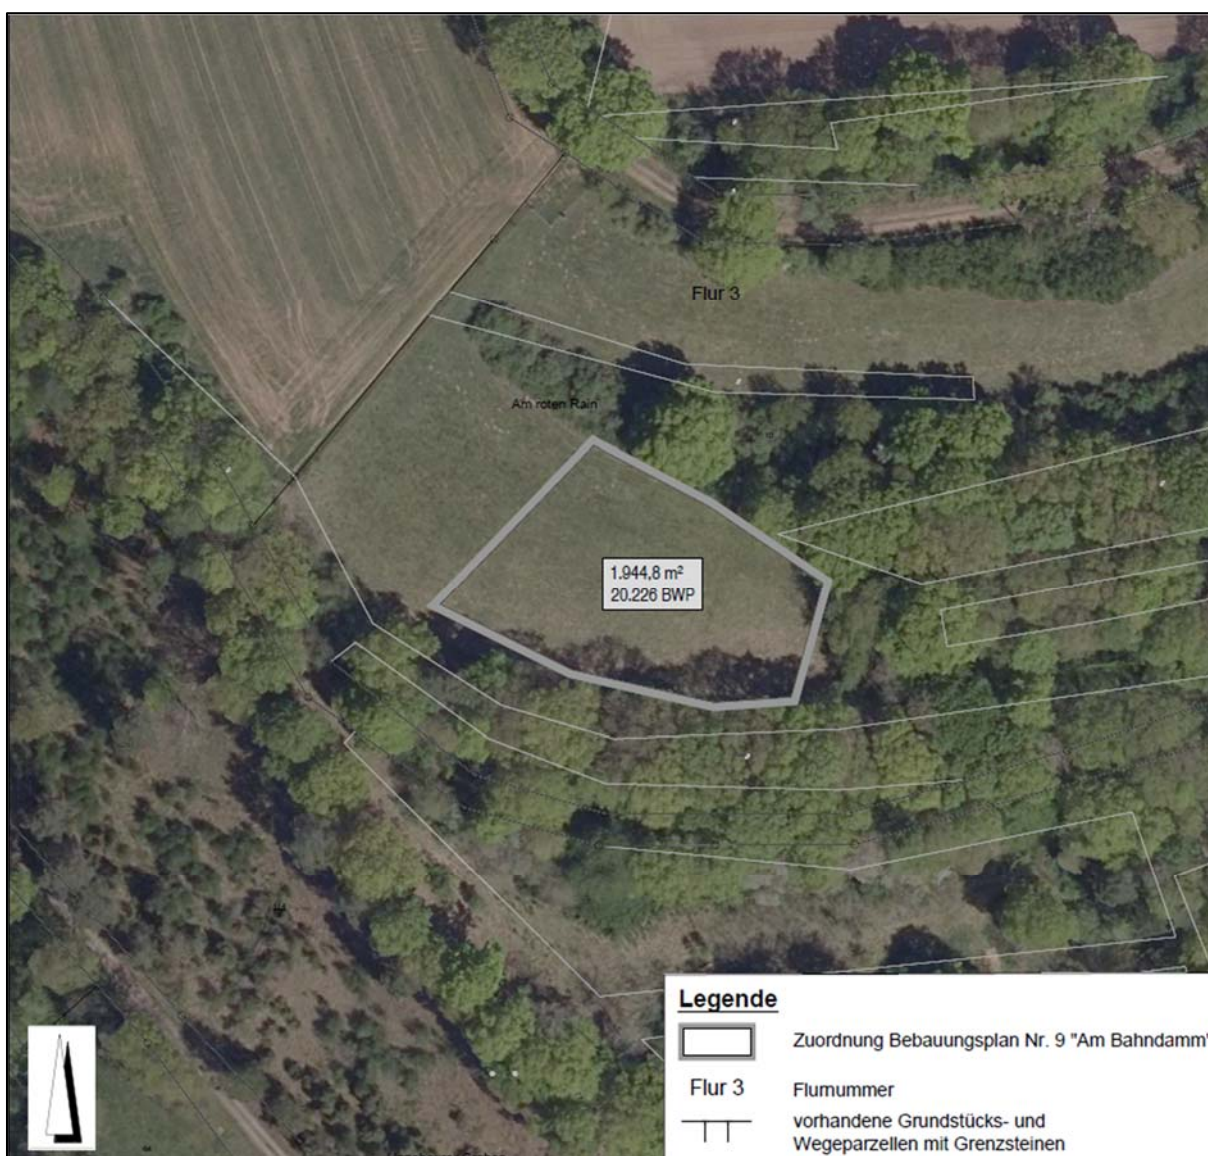 Flur 3
Am roten Rain
1.944,8 m²
20.226 BWP
Legende
Zuordnung Bebauungsplan Nr. 9 "Am Bahndamm"
Flur 3
Flurnummer
vorhandene Grundstücks- und
Wegeparzellen mit Grenzsteinen